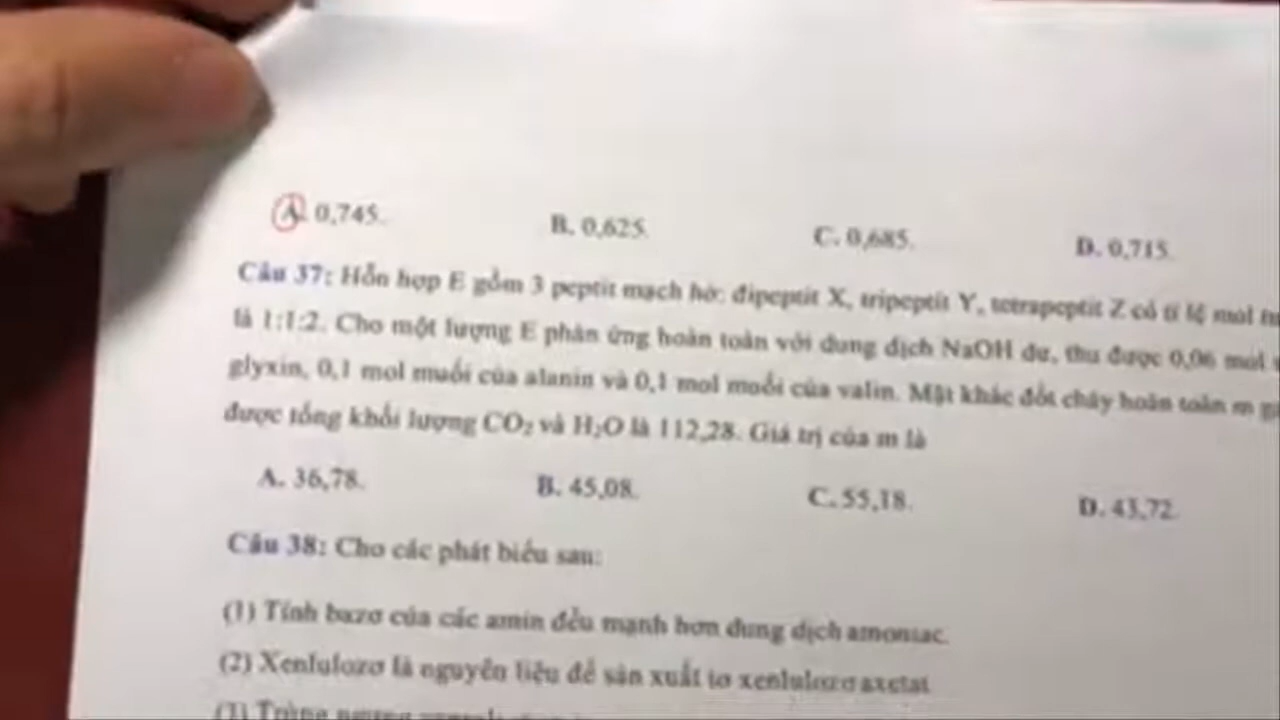 A. 0,745. B. 0,625. C. 0,685. D. 0,715.
Câu 37: Hỗn hợp E gồm 3 peptit mạch hở: đipeptit X, tripeptit Y, tetrapeptit Z có tỉ lệ mol
là 1:1:2. Cho một lượng E phản ứng hoàn toàn với dung dịch NaOH dư, thu được 0,06 mol
glyxin, 0,1 mol muối của alanin và 0,1 mol muối của valin. Mặt khác đốt cháy hoàn toàn m
được tổng khối lượng CO₂ và H₂O là 112,28. Giá trị của m là
A. 36,78. B. 45,08. C. 55,18. D. 43,72.
Câu 38: Cho các phát biểu sau:
(1) Tính bazơ của các amin đều mạnh hơn dung dịch amoniac.
(2) Xenlulozơ là nguyên liệu để sản xuất tơ xenlulozơ axetat